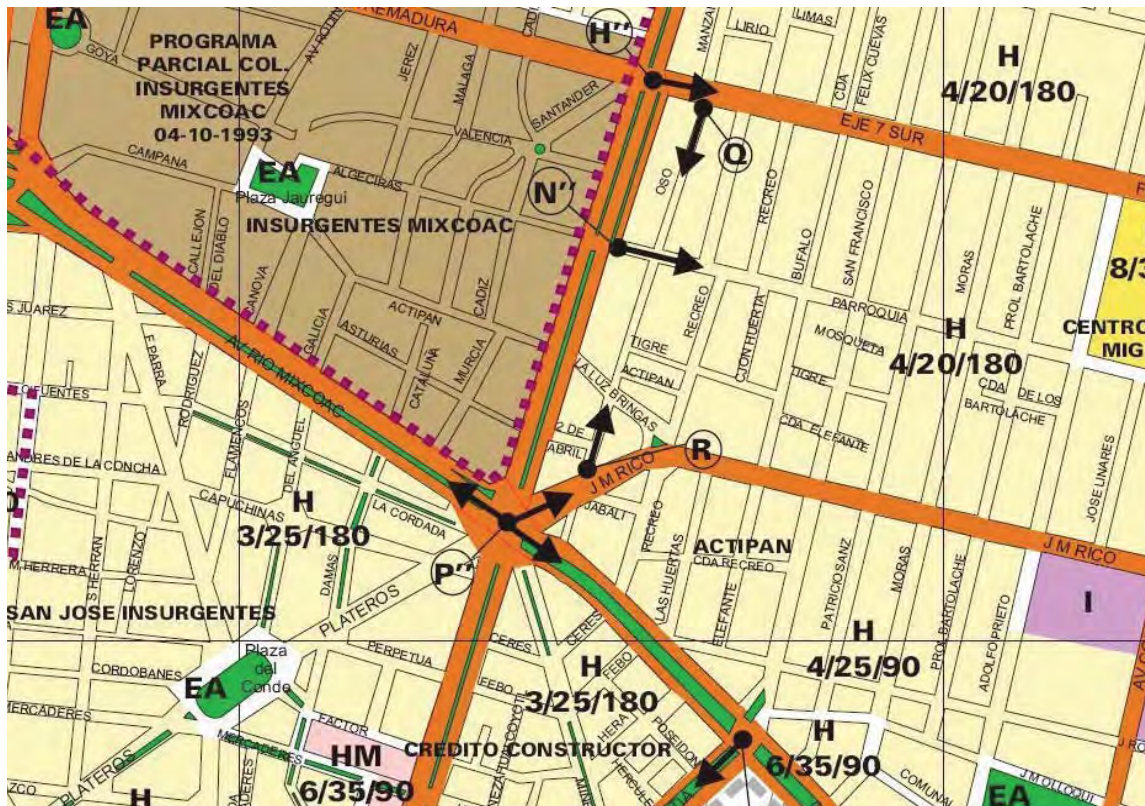 EA
GOYA
PROGRAMA
PARCIAL COL.
INSURGENTES
MIXCOAC
04-10-1993
JEREZ
MALAGA
SANTANDER
VALENCIA
H''
LIRIO
LIMAS
CDA
FELIX CUEVAS
H
4/20/180
EJE 7 SUR
Q
OSO
RECREO
CAMPANA
EA
Plaza Jauregui
ALGECIRAS
N''
INSURGENTES MIXCOAC
CALLEJON
DEL DIABLO
CANOVA
GALICIA
ACTIPAN
ASTURIAS
CATALUNA
MURCIA
CADIZ
BUFALO
SAN FRANCISCO
MORAS
PROL BARTOLACHE
8/3
CENTRO
MIG
PARROQUIA
MOSQUETA
H
4/20/180
RECREO
CJON HUERTA
TIGRE
ACTIPAN
TIGRE
CDA ELEFANTE
CDA DE LOS
BARTOLACHE
LA LUZ BRINGAS
2 DE
ABRIL
R
J M RICO
JABALI
S JUAREZ
F PARRA
RODRIGUEZ
AV RIO MIXCOAC
CIFUENTES
FLAMENCOS
DEL ANGUEL
ANDRES DE LA CONCHA
CAPUCHINAS
H
3/25/180
LA CORDADA
P''
RECREO
LAS HUERTAS
ACTIPAN
CDA RECREO
ELEFANTE
PATRICIO SANZ
MORAS
PROL BARTOLACHE
ADOLFO PRIETO
JOSE LINARES
J M RICO
I
M HERRERA
S HERRAN
LORENZO
DAMAS
PLATEROS
SAN JOSE INSURGENTES
PERPETUA
CERES
CERES
FEBO
FEBO
H
3/25/180
H
4/25/90
CORDOBANES
Plaza
del
Conde
EA
MERCADERES
MERCADERES
FACTOR
HM
6/35/90
CREDITO CONSTRUCTOR
HERA
POSEIDON
HERCULES
H
6/35/90
COMUNAL
J M OLLOQUI
EA
PLATEROS
H